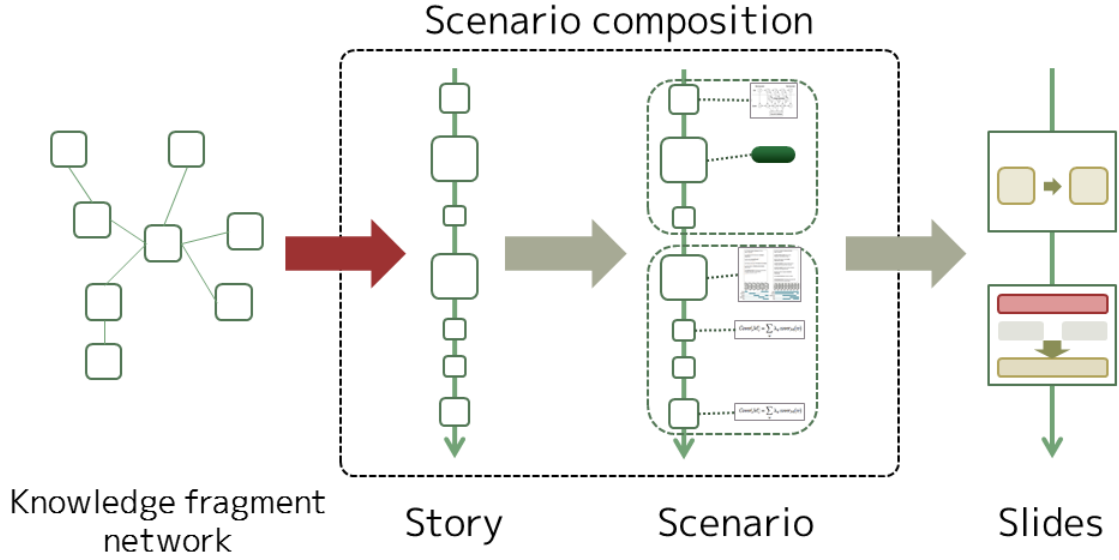 Scenario composition
Knowledge fragment
network
Story
Scenario
Slides